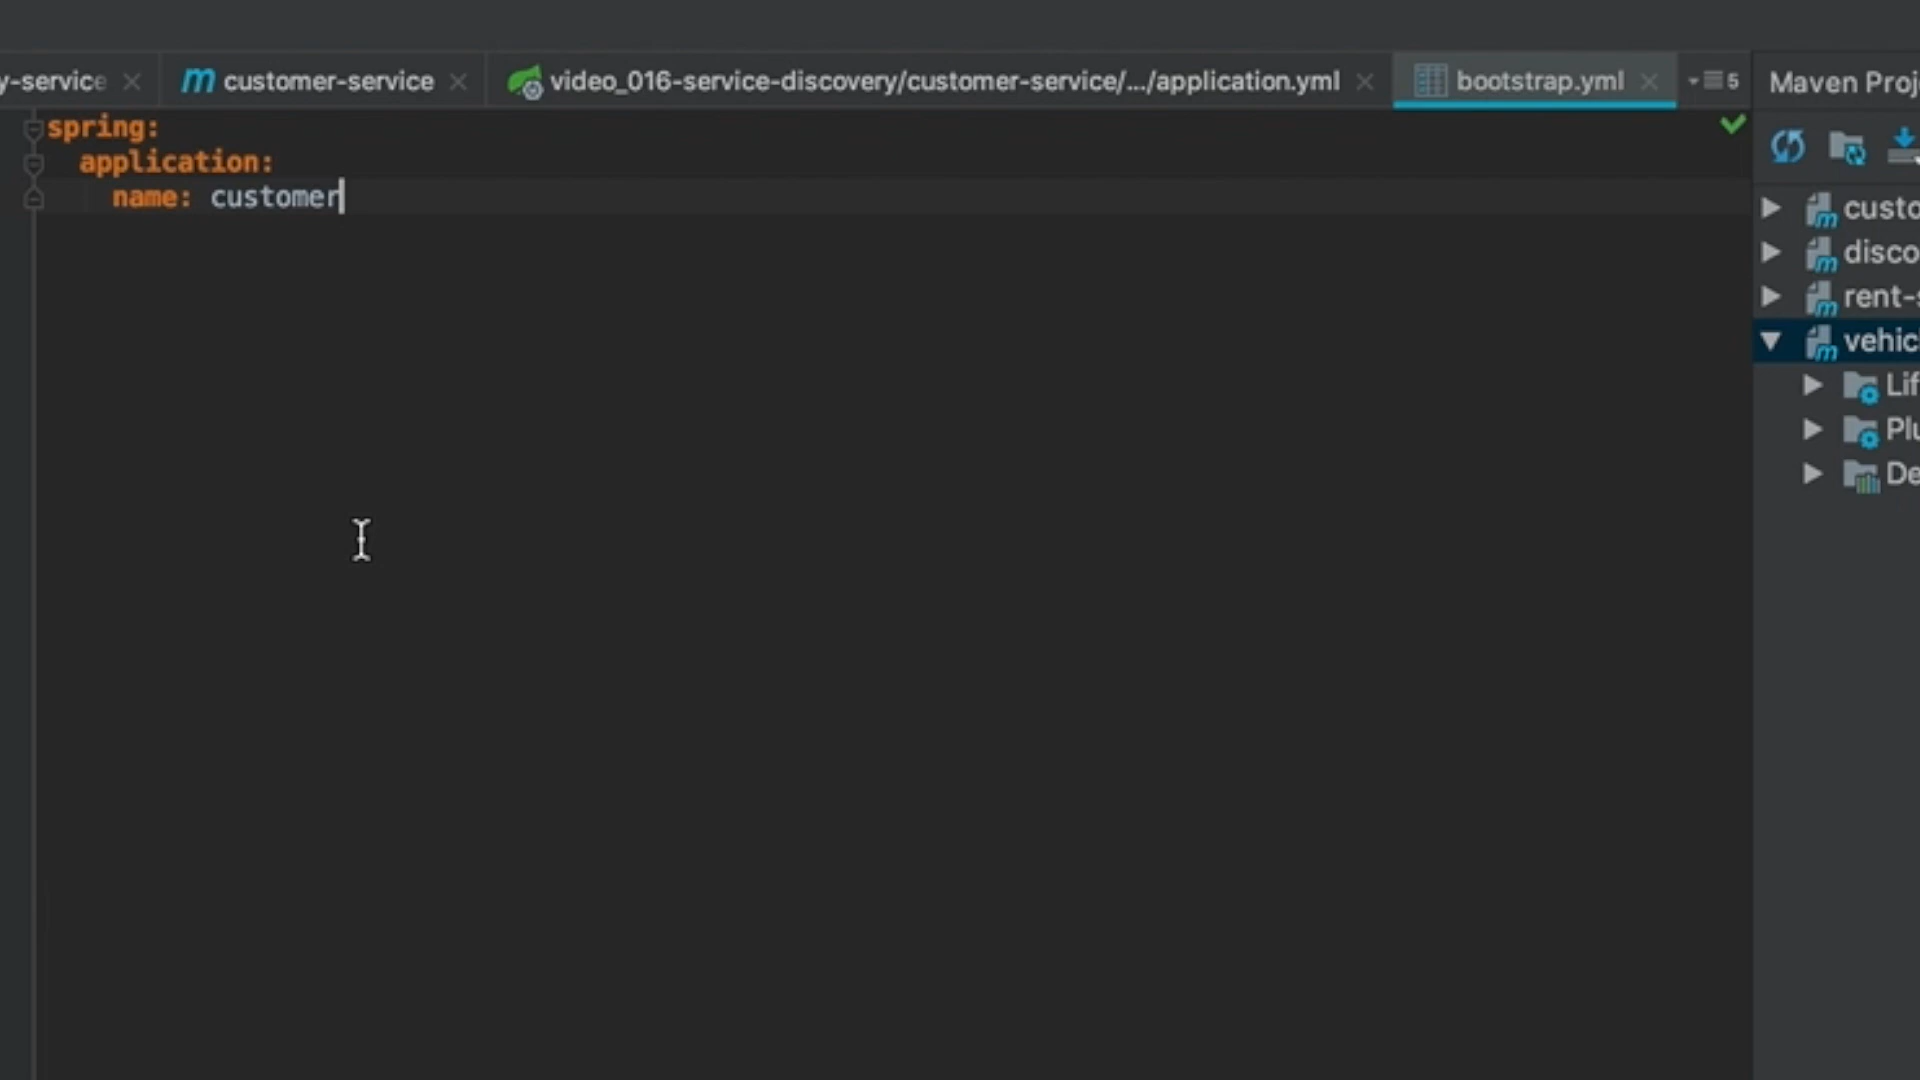 y-service
customer-service
video_016-service-discovery/customer-service/.../application.yml
bootstrap.yml
5
Maven Proj
spring:
application:
name: customer
custo
disco
rent-s
vehic
Lif
Plu
De